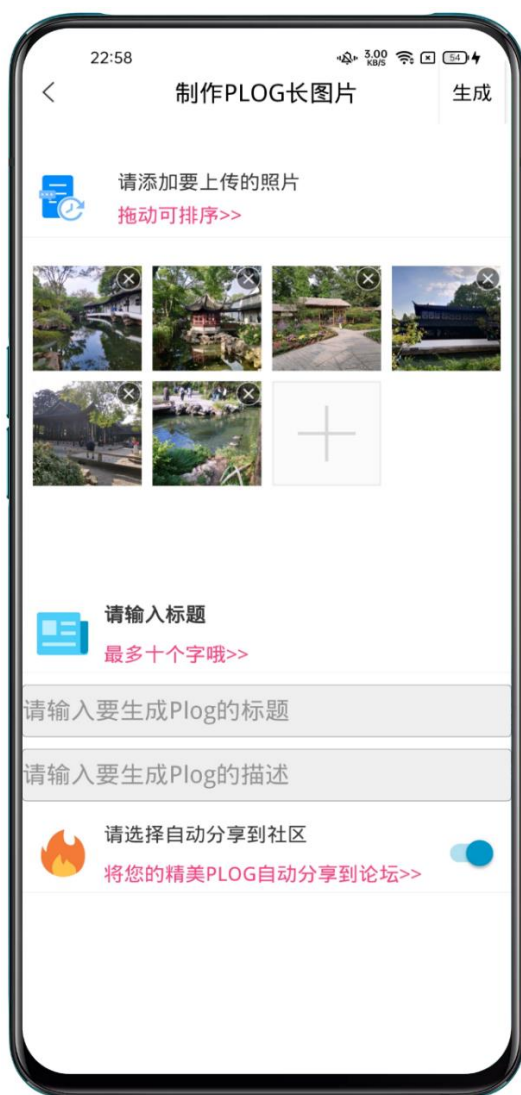 22:58
3.00
KB/S
54
制作PLOG长图片
生成
请添加要上传的照片
拖动可排序>>
请输入标题
最多十个字哦>>
请输入要生成Plog的标题
请输入要生成Plog的描述
请选择自动分享到社区
将您的精美PLOG自动分享到论坛>>